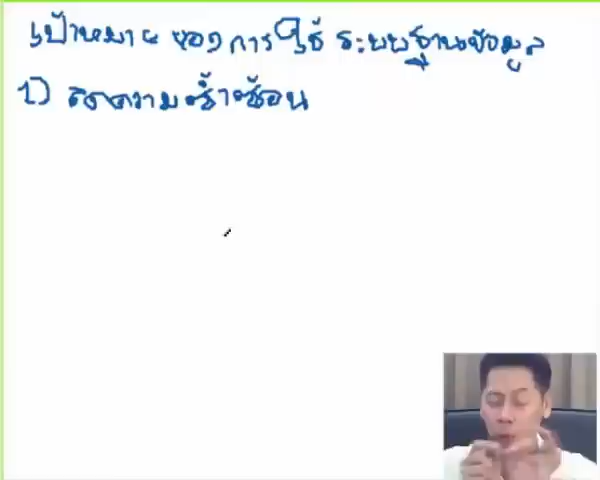 เป้าหมาย ของ การ ใช้ ระบบฐานข้อมูล
1) ลดความซ้ำซ้อน